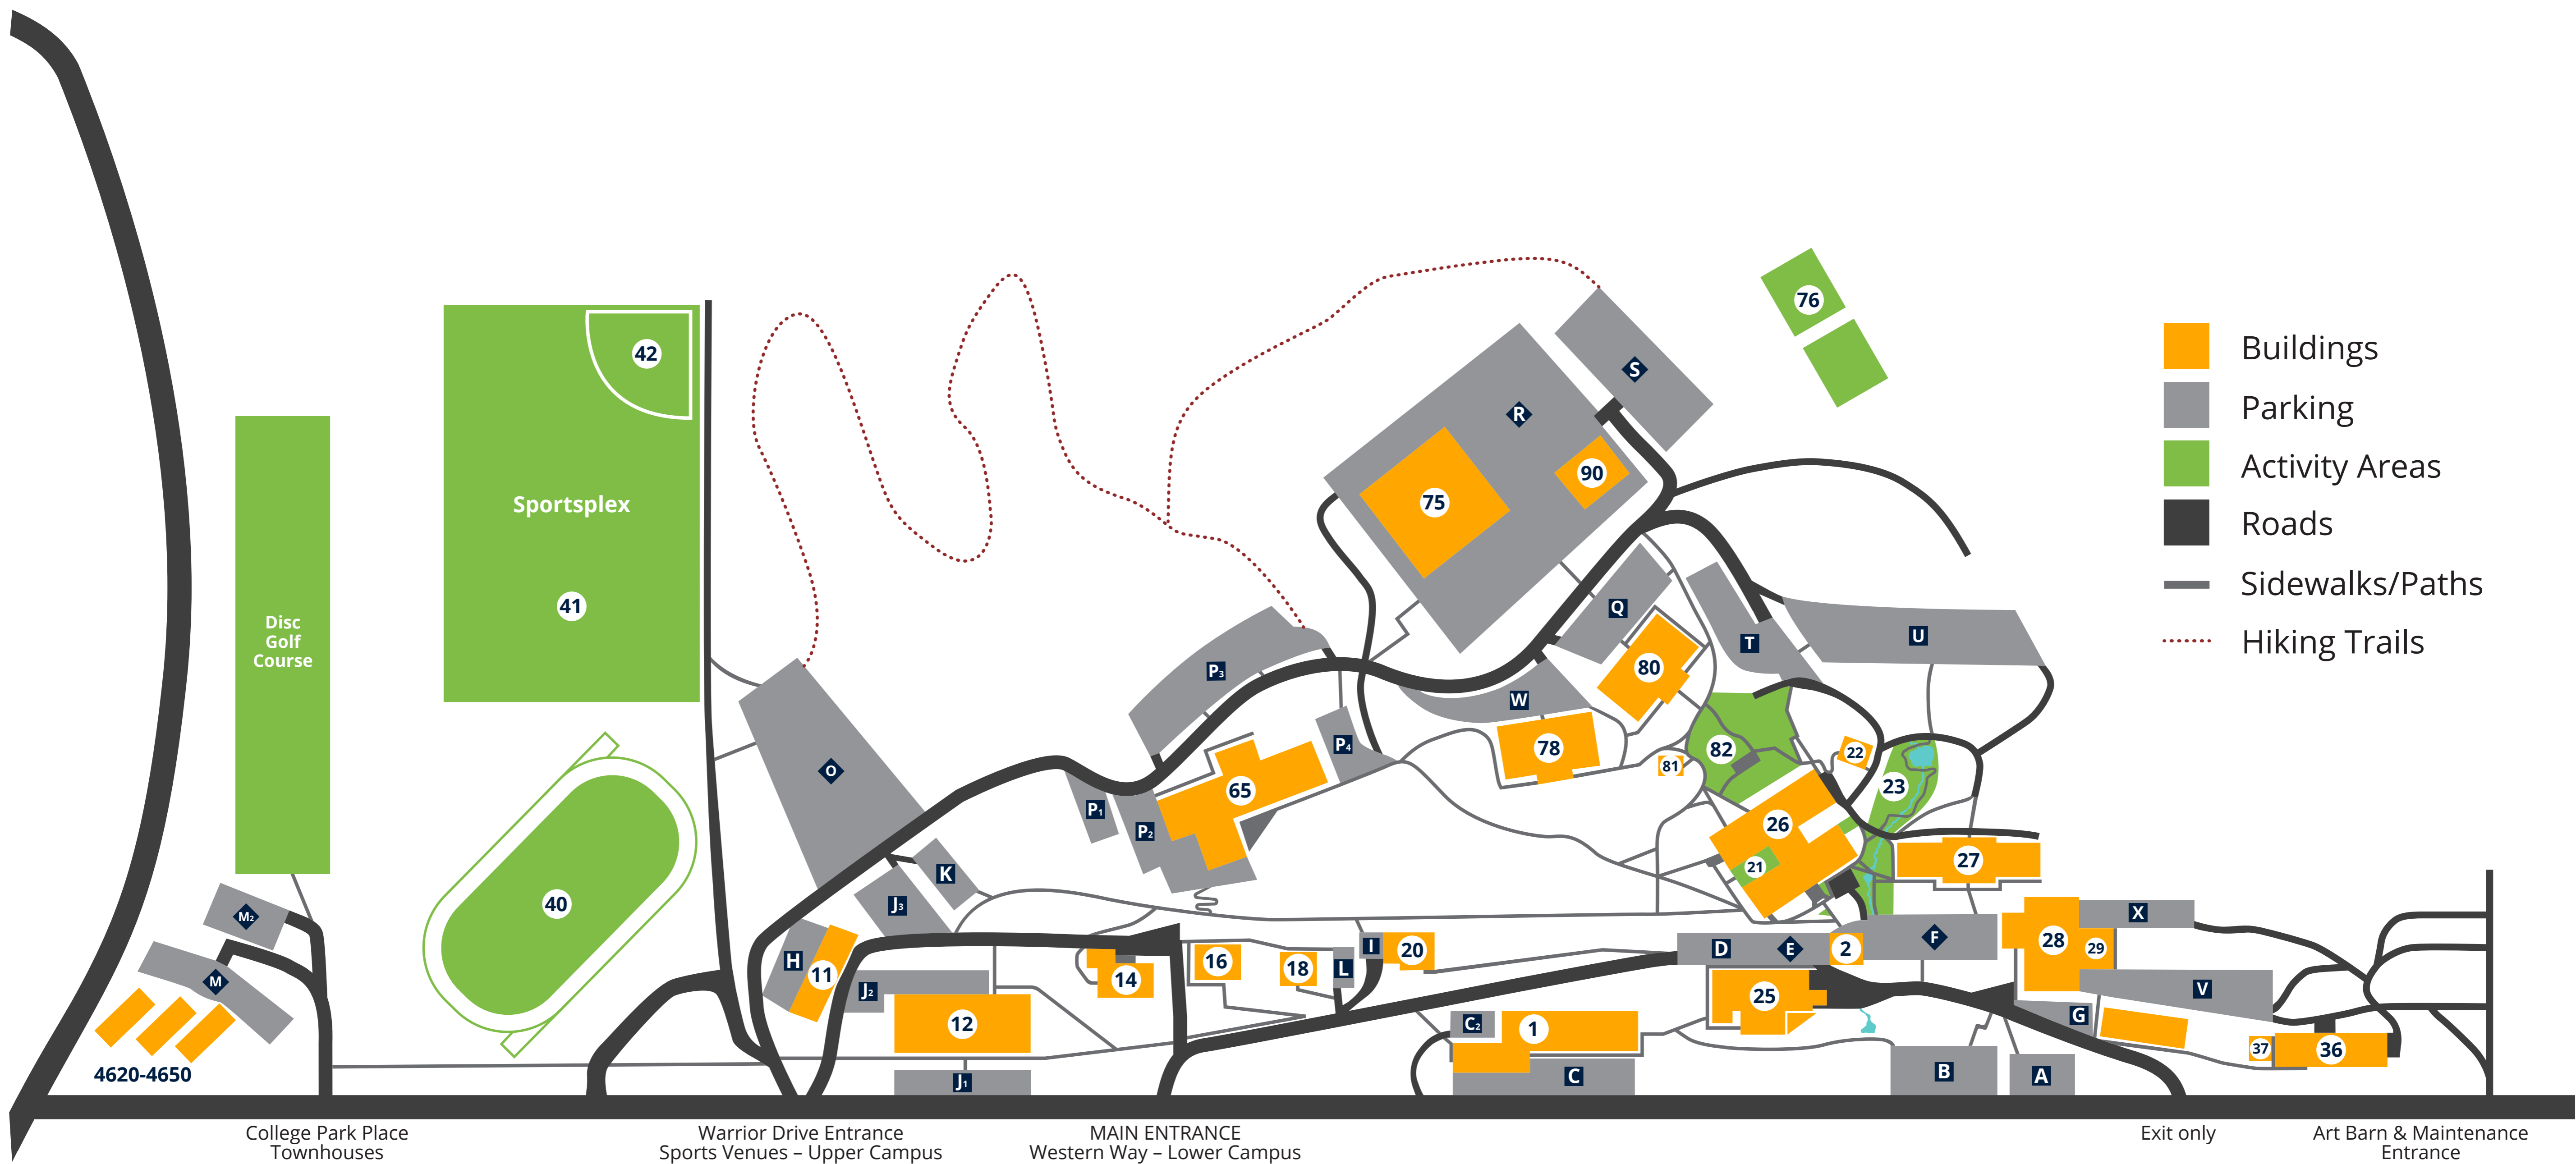 76
42
S
R
90
75
Sportsplex
41
Disc
Golf
Course
Buildings
Parking
Activity Areas
Roads
Sidewalks/Paths
Hiking Trails
Q
T
U
80
P3
W
P4
78
82
81
22
23
O
65
P1
P2
26
21
27
K
J3
40
M2
M
4620-4650
H
11
J2
12
J1
14
16
18
L
I
20
D
E
2
F
28
29
X
V
25
C2
1
C
B
A
G
37
36
College Park Place
Townhouses
Warrior Drive Entrance
Sports Venues – Upper Campus
MAIN ENTRANCE
Western Way – Lower Campus
Exit only
Art Barn & Maintenance
Entrance